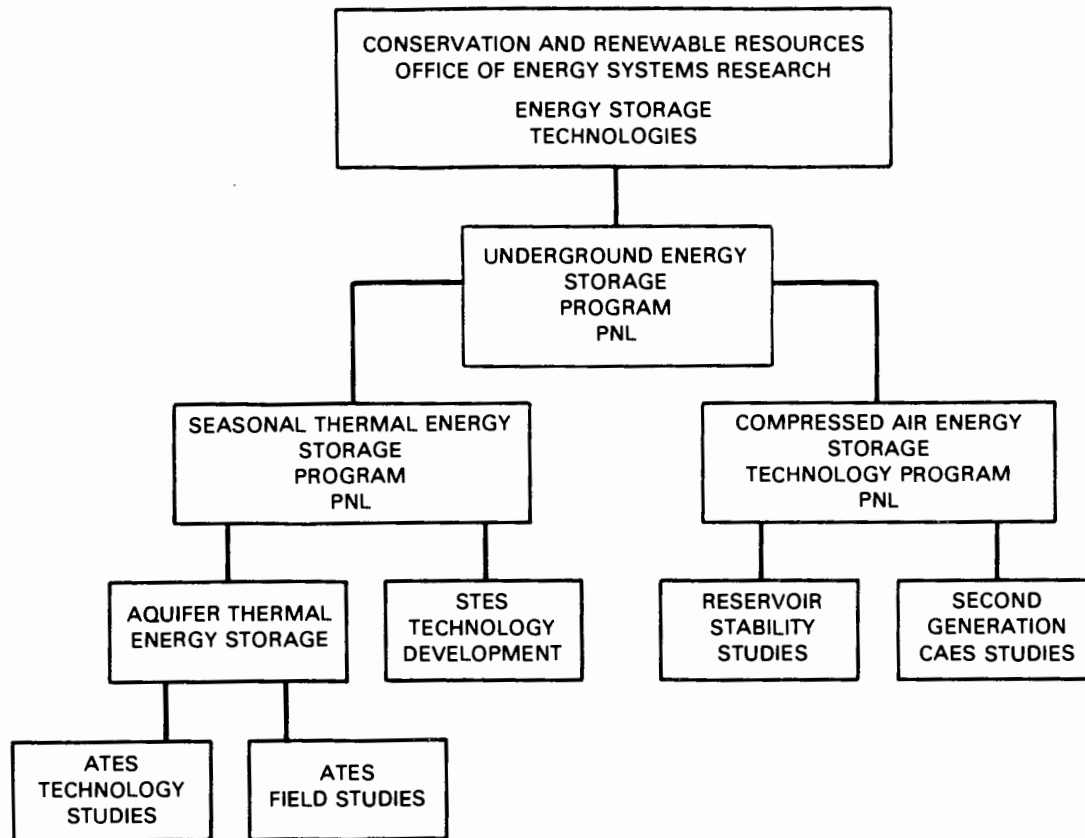 CONSERVATION AND RENEWABLE RESOURCES
OFFICE OF ENERGY SYSTEMS RESEARCH
ENERGY STORAGE
TECHNOLOGIES
UNDERGROUND ENERGY
STORAGE
PROGRAM
PNL
SEASONAL THERMAL ENERGY
STORAGE
PROGRAM
PNL
COMPRESSED AIR ENERGY
STORAGE
TECHNOLOGY PROGRAM
PNL
AQUIFER THERMAL
ENERGY STORAGE
STES
TECHNOLOGY
DEVELOPMENT
RESERVOIR
STABILITY
STUDIES
SECOND
GENERATION
CAES STUDIES
ATES
TECHNOLOGY
STUDIES
ATES
FIELD STUDIES